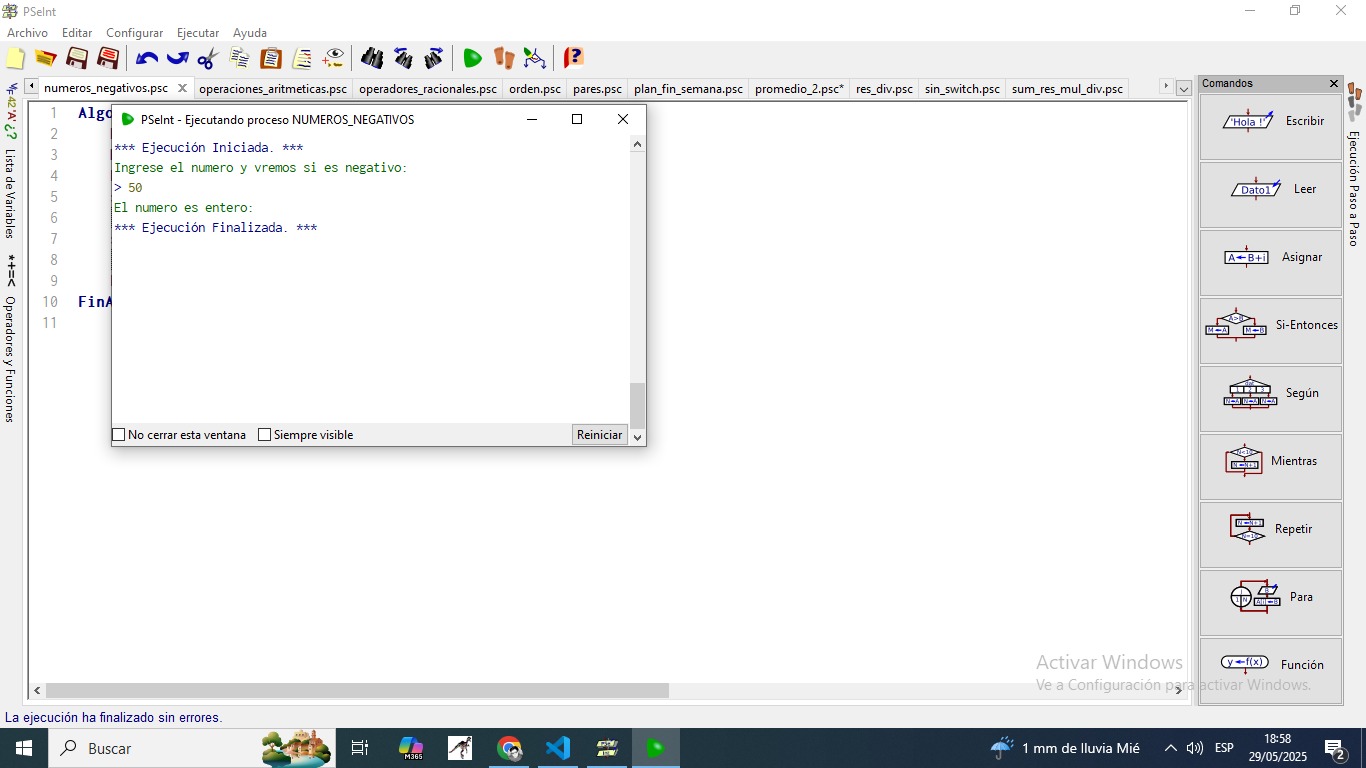 PSeInt
Archivo Editar Configurar Ejecutar Ayuda
numeros_negativos.psc operaciones_aritmeticas.psc operadores_racionales.psc orden.psc pares.psc plan_fin_semana.psc promedio_2.psc* res_div.psc sin_switch.psc sum_res_mul_div.psc
Lista de Variables
Operadores y Funciones
1 Algo
2
3
4
5
6
7
8
9
10 FinA
11
PSeInt - Ejecutando proceso NUMEROS_NEGATIVOS
*** Ejecución Iniciada. ***
Ingrese el numero y vremos si es negativo:
> 50
El numero es entero:
*** Ejecución Finalizada. ***
No cerrar esta ventana Siempre visible Reiniciar
Comandos
'Hola !' Escribir
Dato1 Leer
A←B+i Asignar
Si-Entonces
Según
Mientras
Repetir
Para
y←f(x) Función
Ejecución Paso a Paso
Activar Windows
Ve a Configuración para activar Windows.
La ejecución ha finalizado sin errores.
Buscar
M365
1 mm de lluvia Mié
ESP
18:58
29/05/2025
2